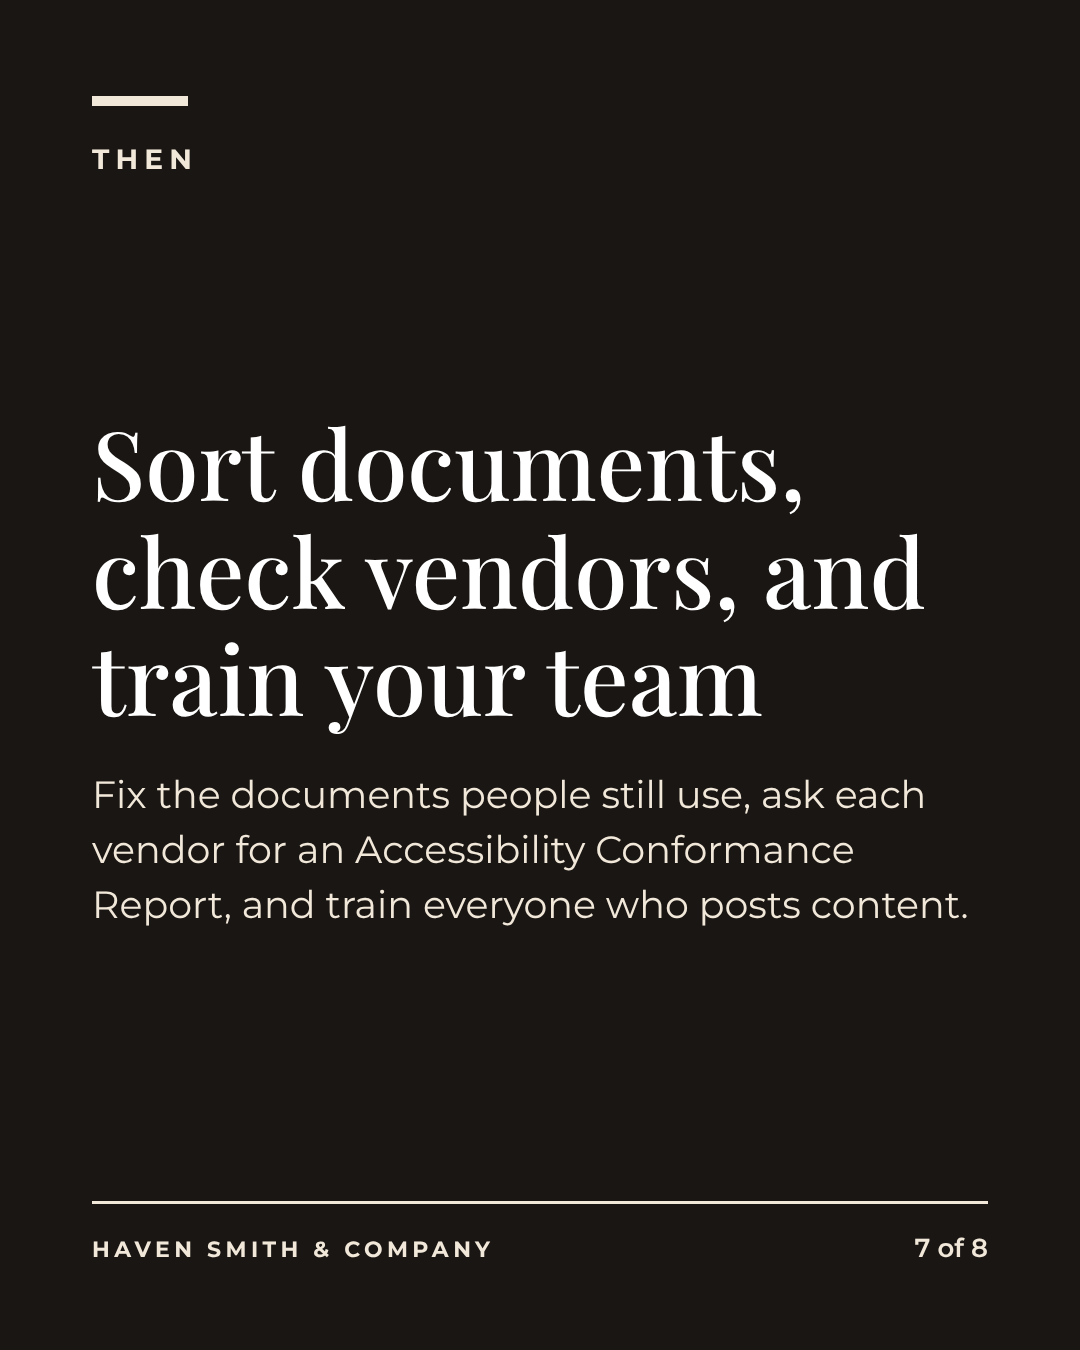 THEN
Sort documents,
check vendors, and
train your team
Fix the documents people still use, ask each
vendor for an Accessibility Conformance
Report, and train everyone who posts content.
HAVEN SMITH & COMPANY
7 of 8